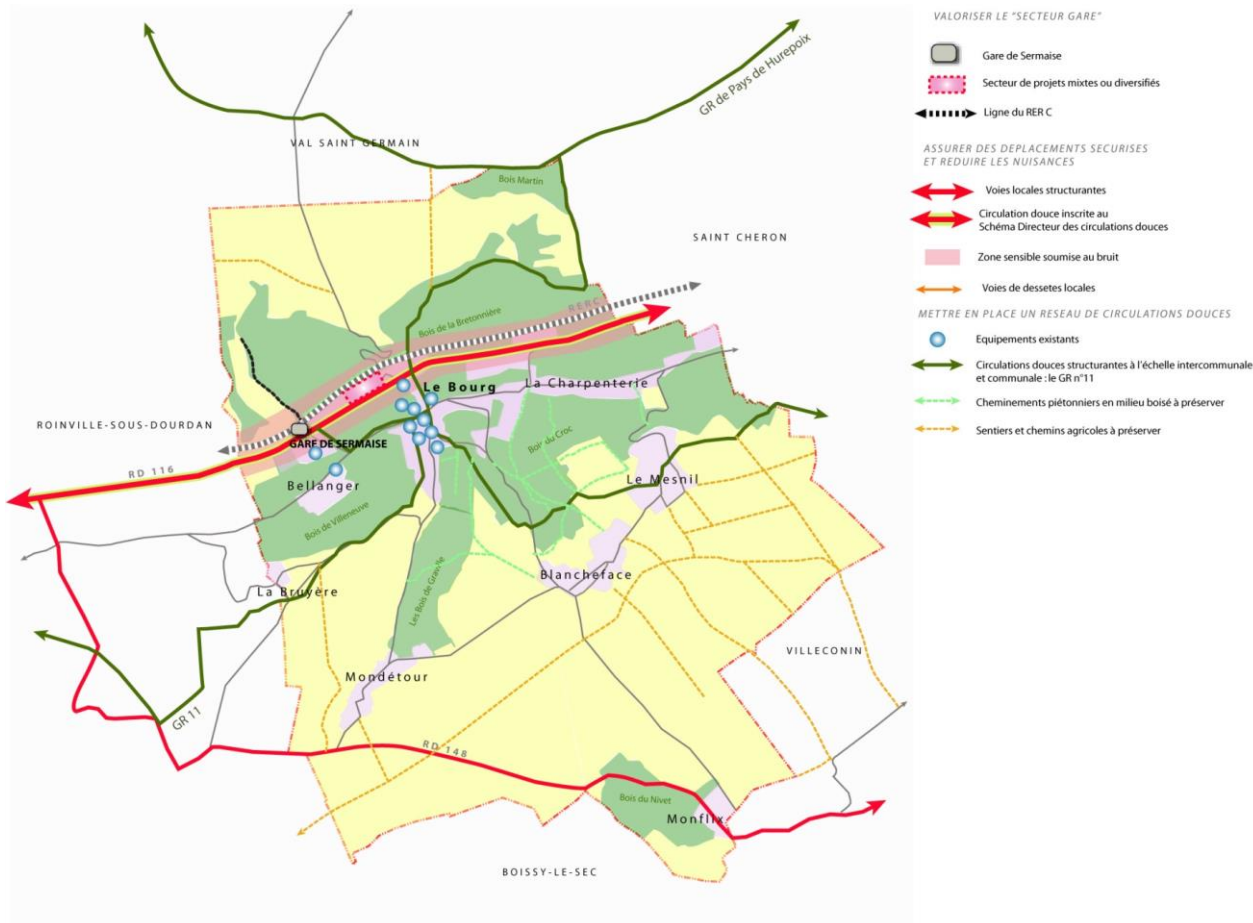 VALORISER LE "SECTEUR GARE"
Gare de Sermaise
Secteur de projets mixtes ou diversifiés
Ligne du RER C
ASSURER DES DEPLACEMENTS SECURISES
ET REDUIRE LES NUISANCES
Voies locales structurantes
Circulation douce inscrite au
Schéma Directeur des circulations douces
Zone sensible soumise au bruit
Voies de dessetes locales
METTRE EN PLACE UN RESEAU DE CIRCULATIONS DOUCES
Equipements existants
Circulations douces structurantes à l'échelle intercommunale
et communale : le GR n°11
Cheminements piétonniers en milieu boisé à préserver
Sentiers et chemins agricoles à préserver
GR de Pays de Hurepoix
VAL SAINT GERMAIN
Bois Martin
SAINT CHERON
RER C
Bois de la Bretonnière
Le Bourg
La Charpenterie
ROINVILLE-SOUS-DOURDAN
GARE DE SERMAISE
Bois du Croc
RD 116
Bellanger
Le Mesnil
Bois de Villeneuve
Blancheface
La Bruyère
Les Bois de Gravelle
VILLECONIN
Mondétour
GR 11
RD 148
Bois du Nivet
Monflix
BOISSY-LE-SEC